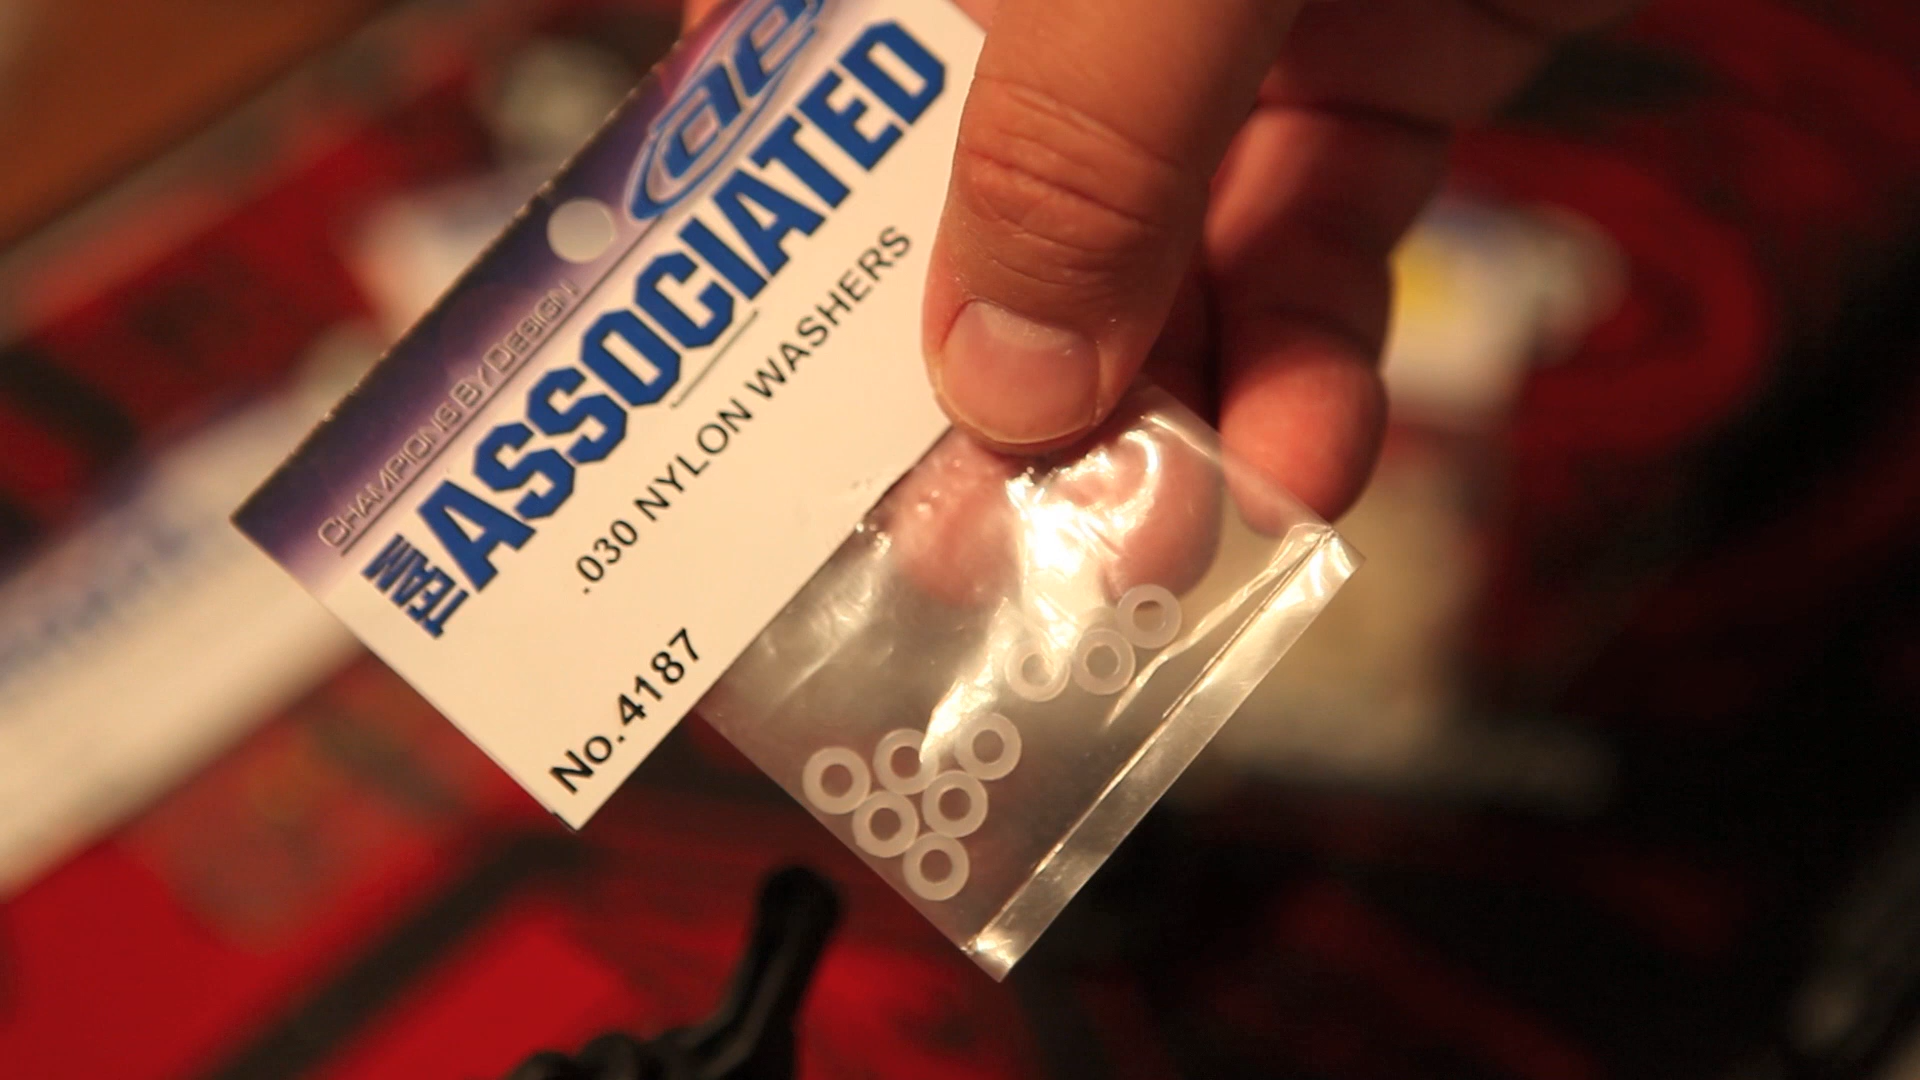 ae
CHAMPIONS BY DESIGN
TEAM
ASSOCIATED
.030 NYLON WASHERS
No.4187